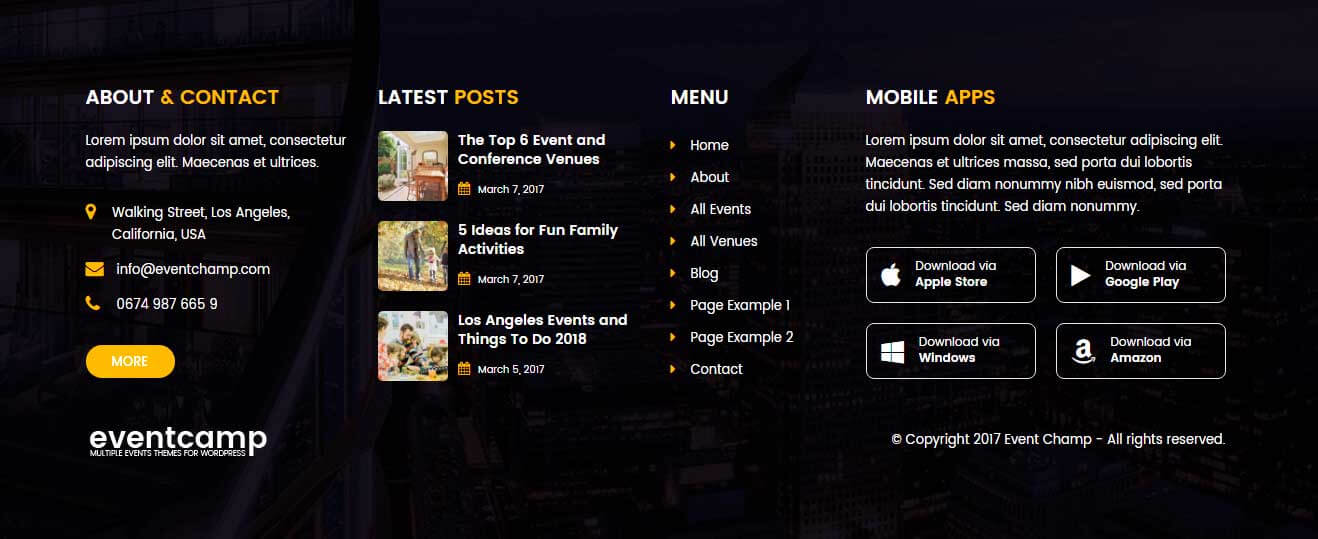 ABOUT & CONTACT
Lorem ipsum dolor sit amet, consectetur
adipiscing elit. Maecenas et ultrices.
Walking Street, Los Angeles,
California, USA
info@eventchamp.com
0674 987 665 9
MORE
LATEST POSTS
The Top 6 Event and
Conference Venues
March 7, 2017
5 Ideas for Fun Family
Activities
March 7, 2017
Los Angeles Events and
Things To Do 2018
March 5, 2017
MENU
Home
About
All Events
All Venues
Blog
Page Example 1
Page Example 2
Contact
MOBILE APPS
Lorem ipsum dolor sit amet, consectetur adipiscing elit.
Maecenas et ultrices massa, sed porta dui lobortis
tincidunt. Sed diam nonummy nibh euismod, sed porta
dui lobortis tincidunt. Sed diam nonummy.
Download via
Apple Store
Download via
Google Play
Download via
Windows
Download via
Amazon
eventcamp
MULTIPLE EVENTS THEMES FOR WORDPRESS
© Copyright 2017 Event Champ - All rights reserved.